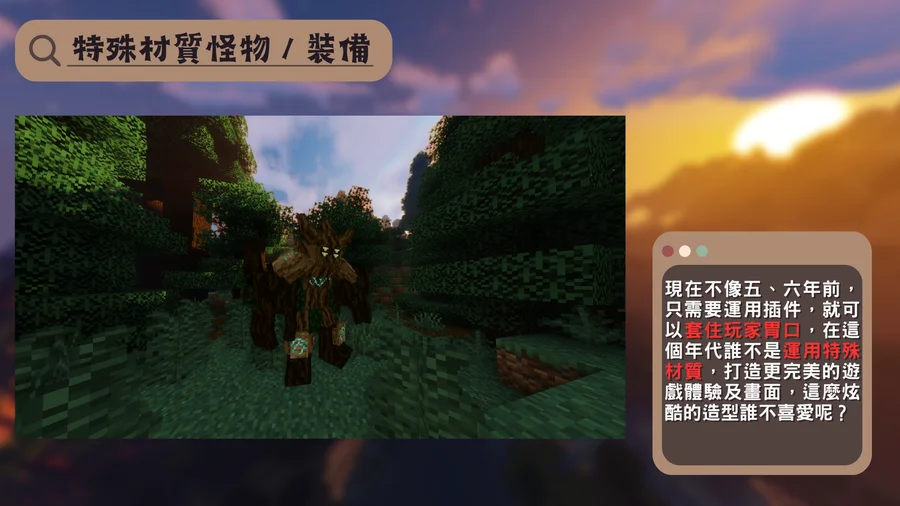 特殊材質怪物 / 裝備
現在不像五、六年前，
只需要運用插件，就可
以套住玩家胃口，在這
個年代誰不是運用特殊
材質，打造更完美的遊
戲體驗及畫面，這麼炫
酷的造型誰不喜愛呢？